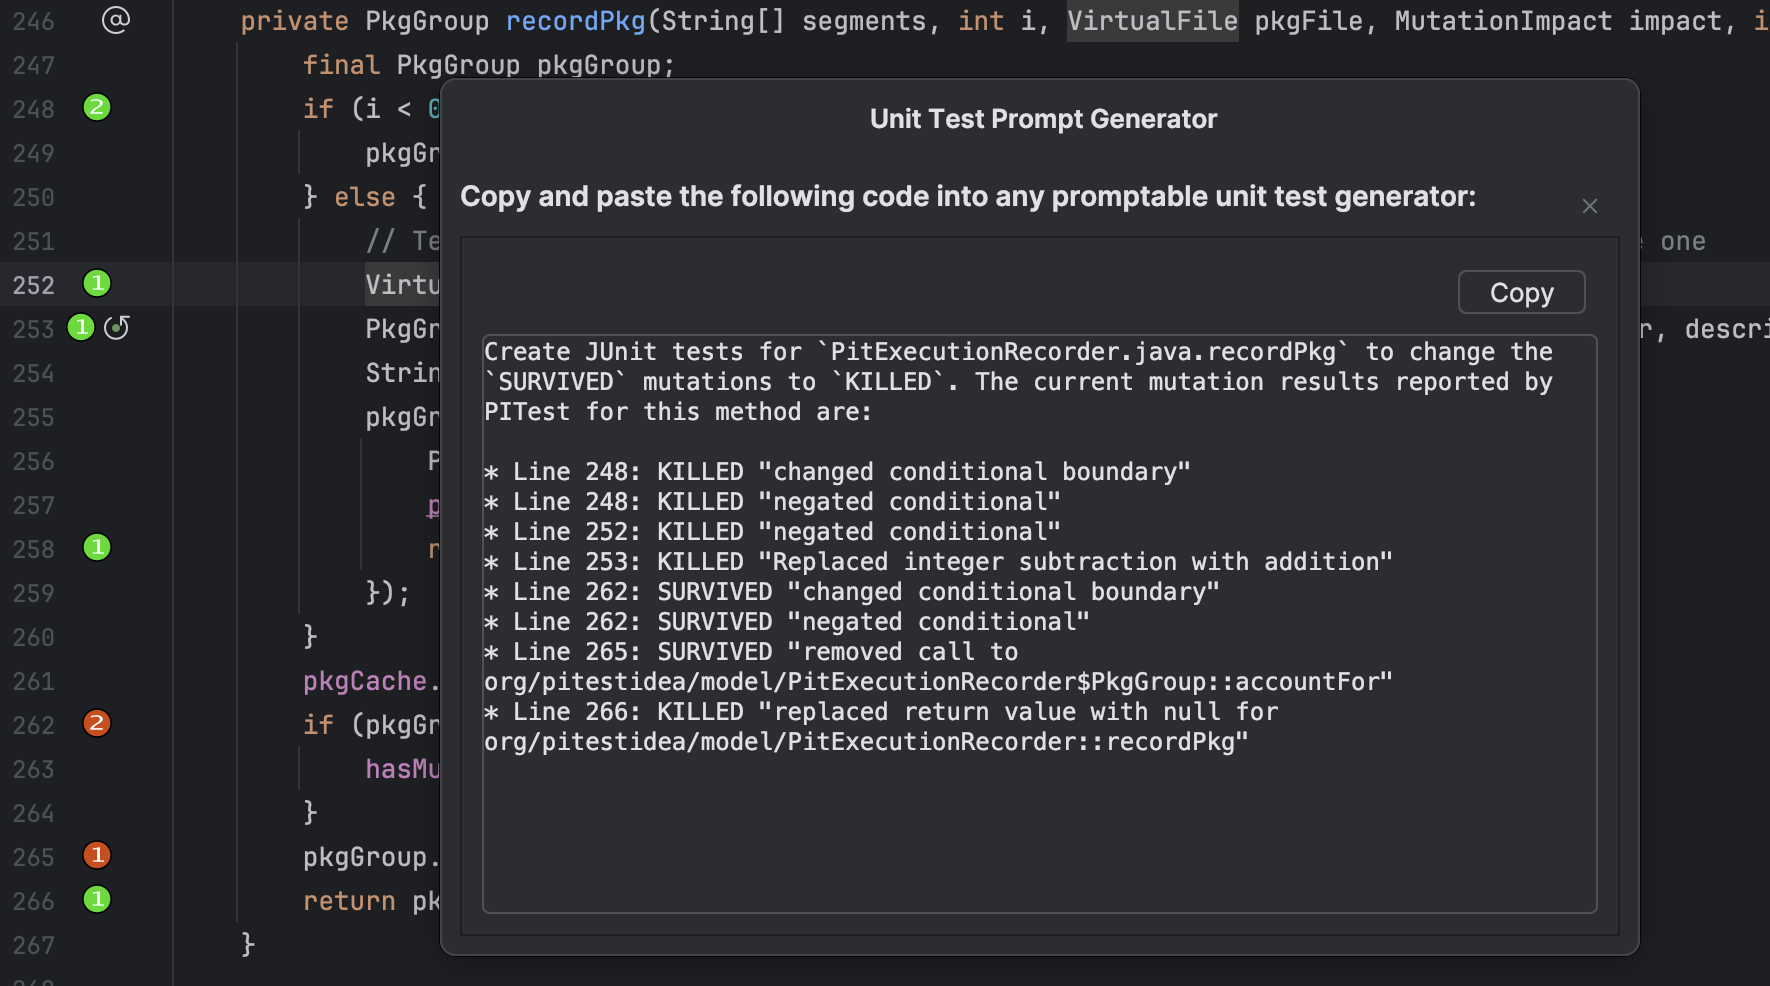 246 @ private PkgGroup recordPkg(String[] segments, int i, VirtualFile pkgFile, MutationImpact impact, i
247 final PkgGroup pkgGroup;
248 2 if (i < 0
249 pkgGr
250 } else {
251 // Te one
252 1 Virtu
253 1 PkgGr r, descri
254 Strin
255 pkgGr
256 P
257 p
258 1 r
259 });
260 }
261 pkgCache.
262 2 if (pkgGr
263 hasMu
264 }
265 1 pkgGroup.
266 1 return pk
267 }
Unit Test Prompt Generator
Copy and paste the following code into any promptable unit test generator:
Copy
Create JUnit tests for `PitExecutionRecorder.java.recordPkg` to change the
`SURVIVED` mutations to `KILLED`. The current mutation results reported by
PITest for this method are:
* Line 248: KILLED "changed conditional boundary"
* Line 248: KILLED "negated conditional"
* Line 252: KILLED "negated conditional"
* Line 253: KILLED "Replaced integer subtraction with addition"
* Line 262: SURVIVED "changed conditional boundary"
* Line 262: SURVIVED "negated conditional"
* Line 265: SURVIVED "removed call to
org/pitestidea/model/PitExecutionRecorder$PkgGroup::accountFor"
* Line 266: KILLED "replaced return value with null for
org/pitestidea/model/PitExecutionRecorder::recordPkg"